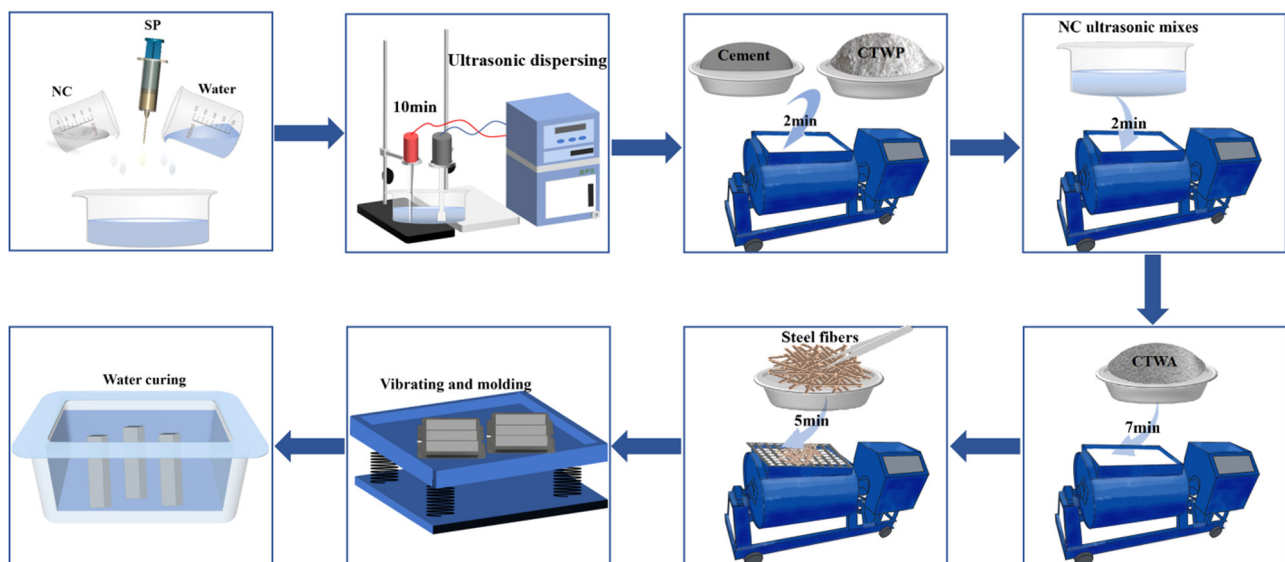 SP
NC
Water
Ultrasonic dispersing
10min
Cement
CTWP
2min
NC ultrasonic mixes
2min
CTWA
7min
Steel fibers
5min
Vibrating and molding
Water curing